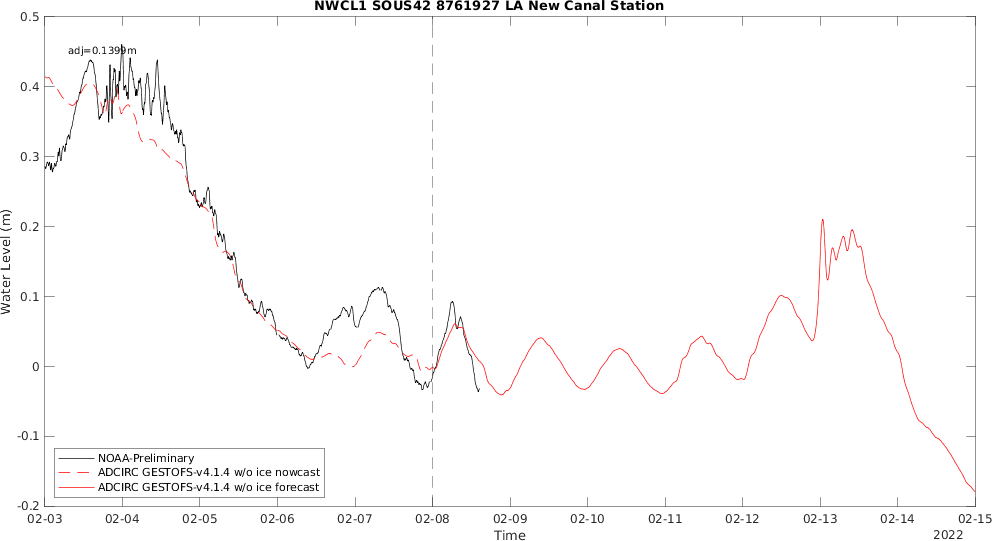 NWCL1 SOUS42 8761927 LA New Canal Station
0.5
adj=0.1399m
0.4
0.3
0.2
0.1
0
-0.1
-0.2
Water Level (m)
NOAA-Preliminary
ADCIRC GESTOFS-v4.1.4 w/o ice nowcast
ADCIRC GESTOFS-v4.1.4 w/o ice forecast
02-03 02-04 02-05 02-06 02-07 02-08 02-09 02-10 02-11 02-12 02-13 02-14 02-15
Time
2022